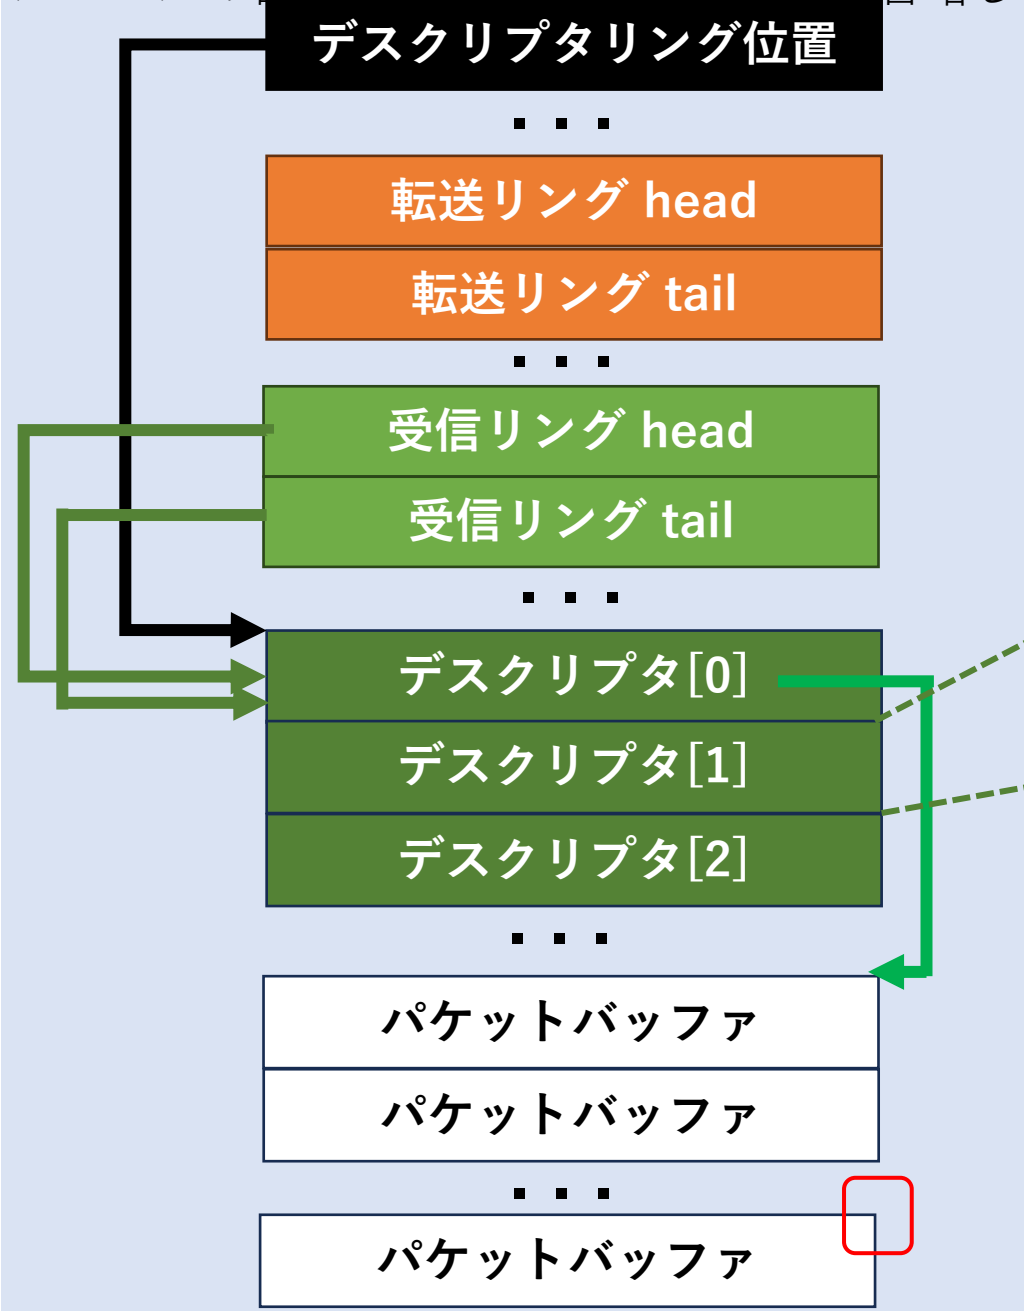 デスクリプタリング位置
...
転送リング head
転送リング tail
...
受信リング head
受信リング tail
...
デスクリプタ[0]
デスクリプタ[1]
デスクリプタ[2]
...
パケットバッファ
パケットバッファ
...
パケットバッファ